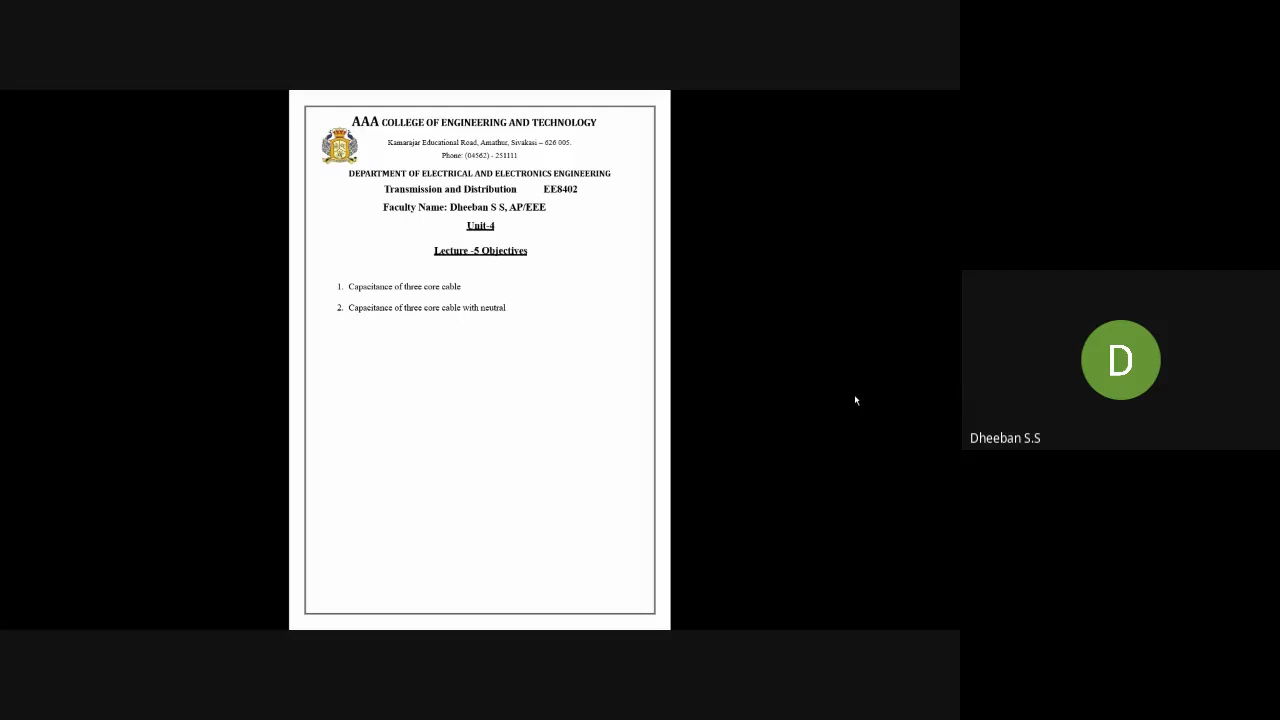 AAA COLLEGE OF ENGINEERING AND TECHNOLOGY
Kamarajar Educational Road, Amathur, Sivakasi – 626 005.
Phone: (04562) - 251111
DEPARTMENT OF ELECTRICAL AND ELECTRONICS ENGINEERING
Transmission and Distribution EE8402
Faculty Name: Dheeban S S, AP/EEE
Unit-4
Lecture -5 Objectives
1. Capacitance of three core cable
2. Capacitance of three core cable with neutral
D
Dheeban S.S